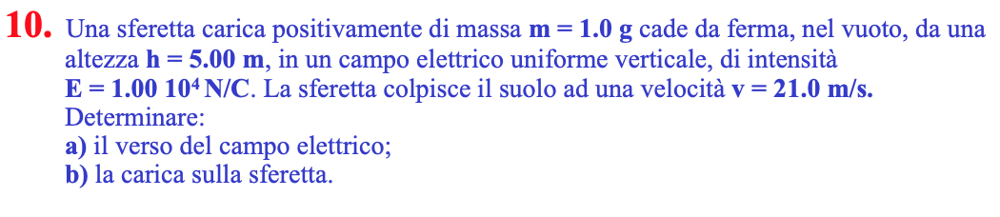 10. Una sferetta carica positivamente di massa m = 1.0 g cade da ferma, nel vuoto, da una
altezza h = 5.00 m, in un campo elettrico uniforme verticale, di intensità
E = 1.00 10⁴ N/C. La sferetta colpisce il suolo ad una velocità v = 21.0 m/s.
Determinare:
a) il verso del campo elettrico;
b) la carica sulla sferetta.